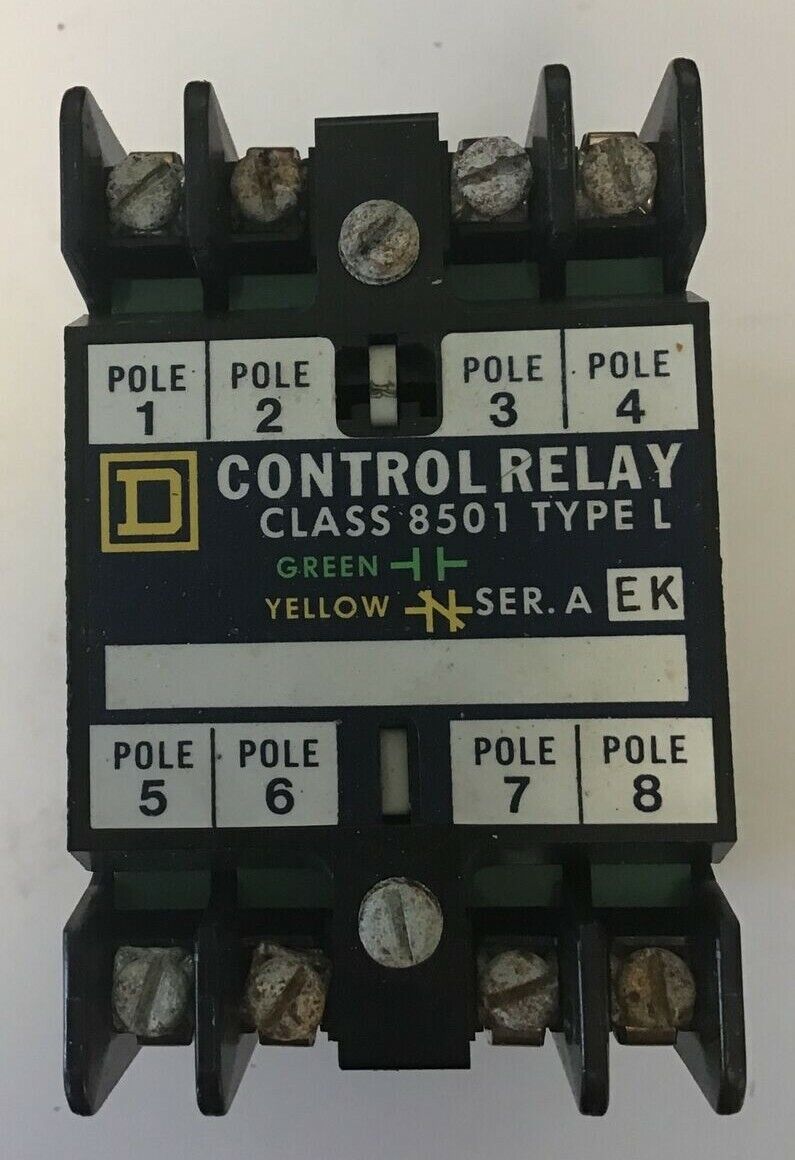 POLE 1 POLE 2 POLE 3 POLE 4
D CONTROL RELAY
CLASS 8501 TYPE L
GREEN
YELLOW SER. A EK
POLE 5 POLE 6 POLE 7 POLE 8